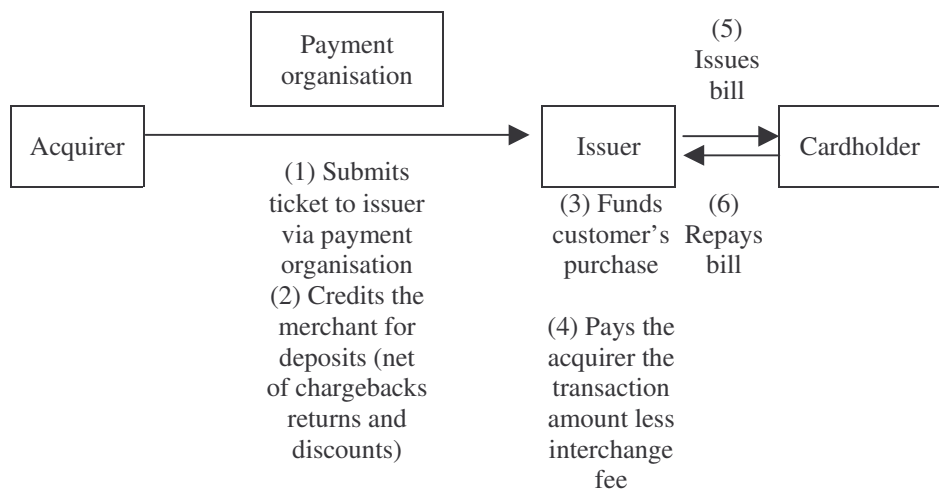 Payment
organisation
(5)
Issues
bill
Acquirer
Issuer
Cardholder
(1) Submits
ticket to issuer
via payment
organisation
(2) Credits the
merchant for
deposits (net
of chargebacks
returns and
discounts)
(3) Funds
customer’s
purchase
(4) Pays the
acquirer the
transaction
amount less
interchange
fee
(6)
Repays
bill